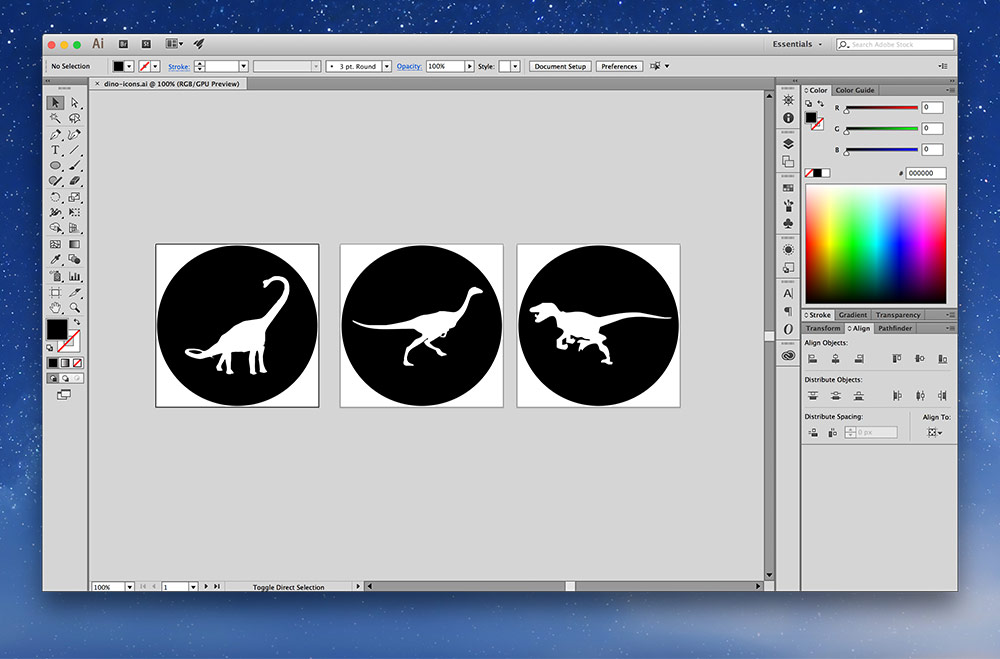 Ai Br St Essentials Search Adobe Stock
No Selection Stroke: 3 pt. Round Opacity: 100% Style: Document Setup Preferences
× dino-icons.ai @ 100% (RGB/GPU Preview)
Color Color Guide
R 0
G 0
B 0
# 000000
Stroke Gradient Transparency
Transform Align Pathfinder
Align Objects:
Distribute Objects:
Distribute Spacing: Align To:
0 px
100% 1 Toggle Direct Selection